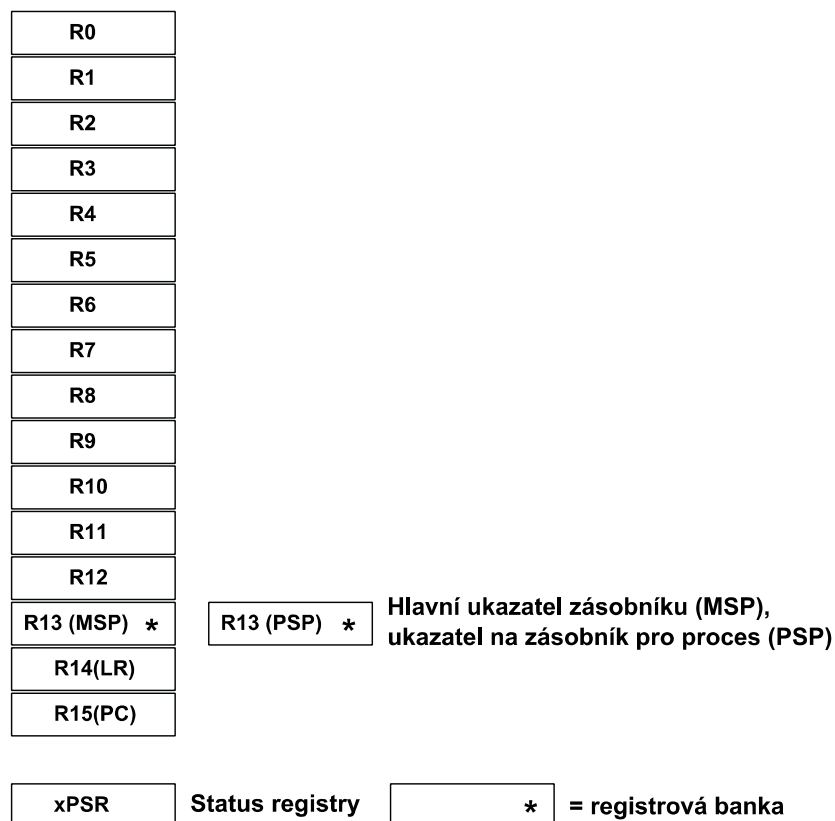 R0
R1
R2
R3
R4
R5
R6
R7
R8
R9
R10
R11
R12
R13 (MSP) *
R13 (PSP) *
Hlavní ukazatel zásobníku (MSP),
ukazatel na zásobník pro proces (PSP)
R14(LR)
R15(PC)
xPSR
Status registry
* = registrová banka